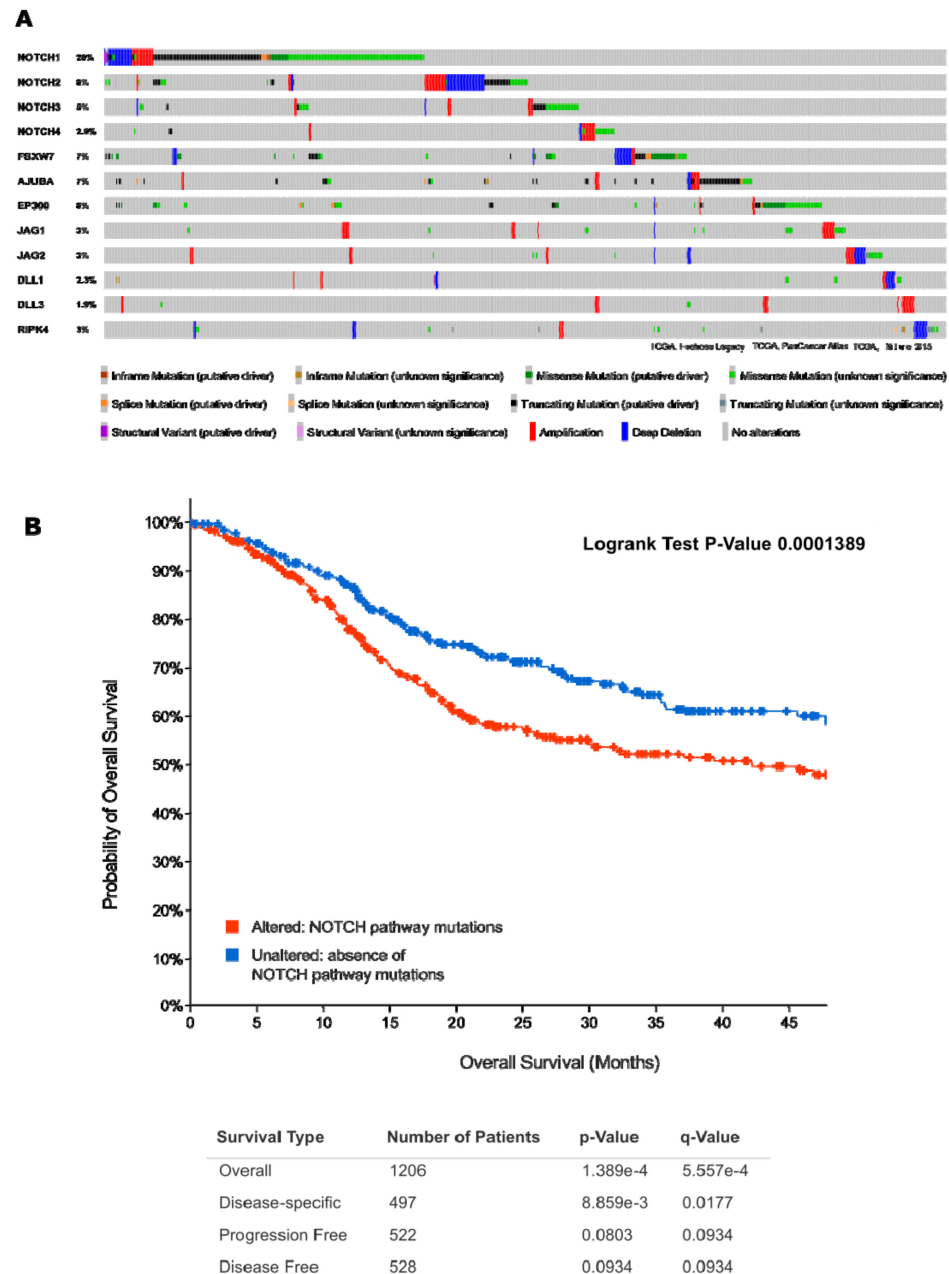 A
NOTCH1 20%
NOTCH2 8%
NOTCH3 5%
NOTCH4 2.9%
FBXW7 7%
AJUBA 7%
EP300 8%
JAG1 3%
JAG2 3%
DLL1 2.3%
DLL3 1.9%
RIPK4 3%
TCGA, Legacy TCGA, PanCancer Atlas TCGA, 2015
Inframe Mutation (putative driver) Inframe Mutation (unknown significance) Missense Mutation (putative driver) Missense Mutation (unknown significance)
Splice Mutation (putative driver) Splice Mutation (unknown significance) Truncating Mutation (putative driver) Truncating Mutation (unknown significance)
Structural Variant (putative driver) Structural Variant (unknown significance) Amplification Deep Deletion No alterations
B
Logrank Test P-Value 0.0001389
Probability of Overall Survival
100%
90%
80%
70%
60%
50%
40%
30%
20%
10%
0%
Altered: NOTCH pathway mutations
Unaltered: absence of
NOTCH pathway mutations
0 5 10 15 20 25 30 35 40 45
Overall Survival (Months)
Survival Type Number of Patients p-Value q-Value
Overall 1206 1.389e-4 5.557e-4
Disease-specific 497 8.859e-3 0.0177
Progression Free 522 0.0803 0.0934
Disease Free 528 0.0934 0.0934